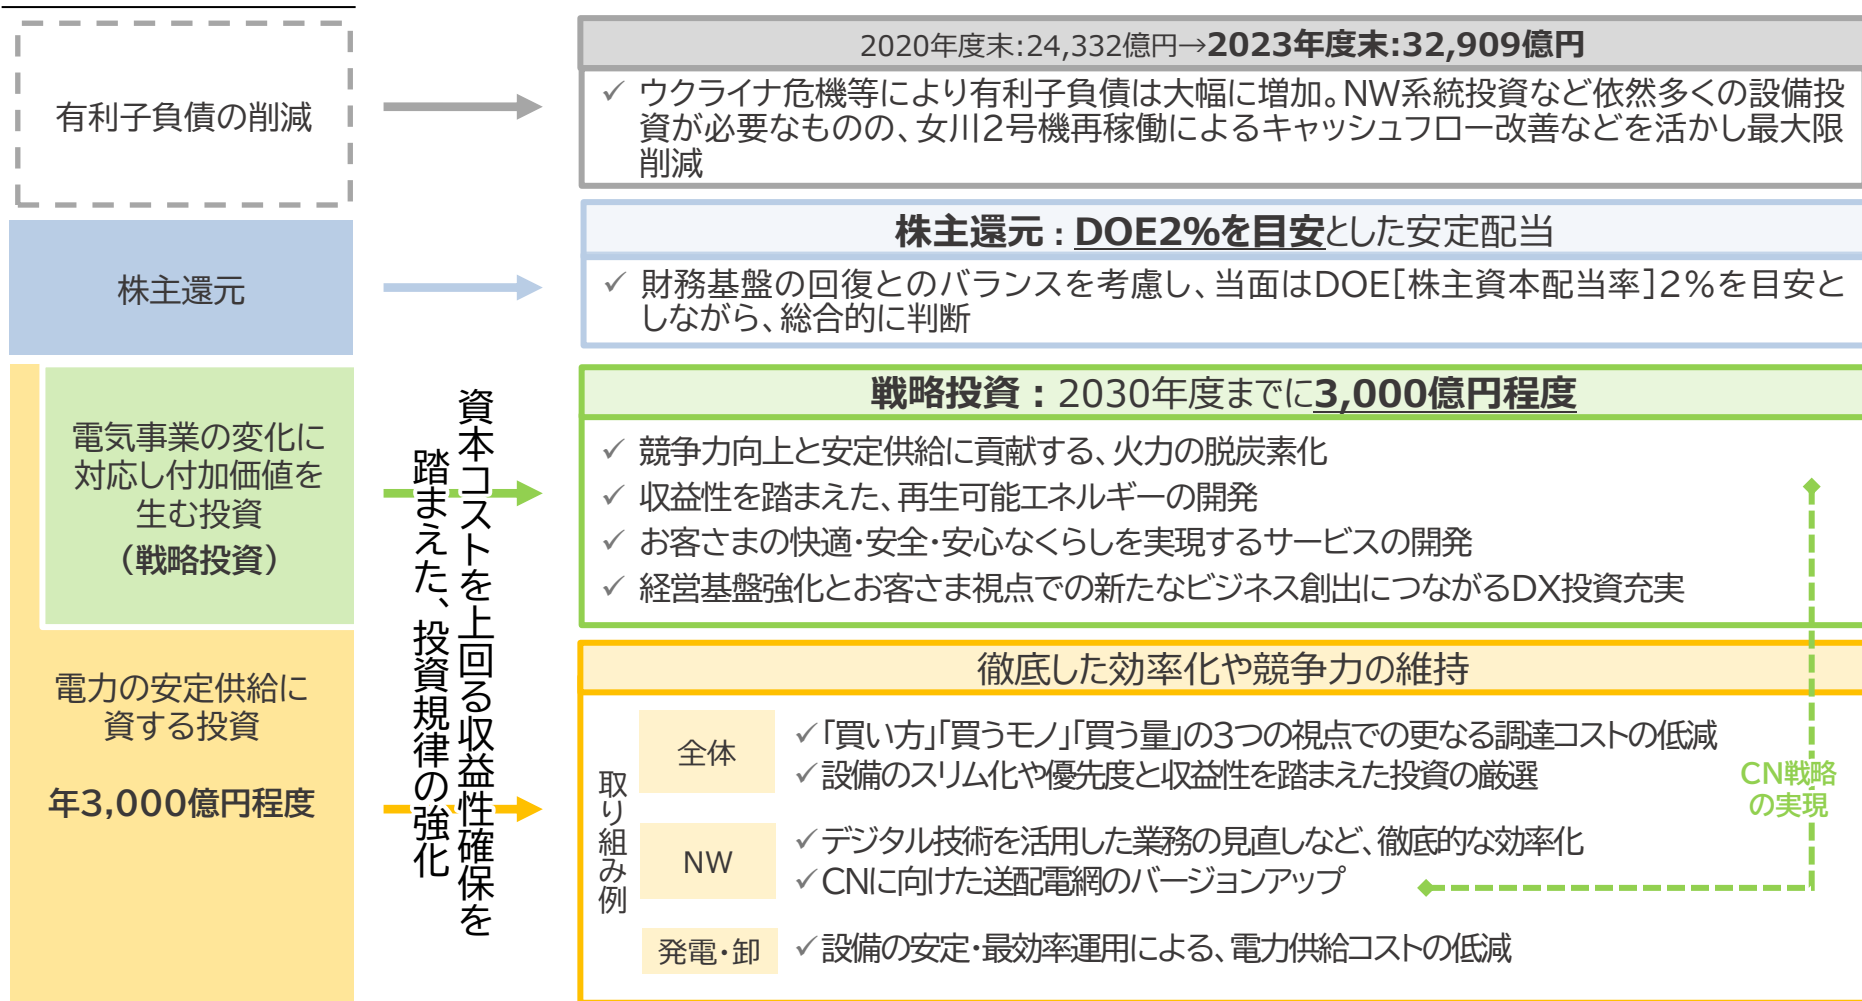 有利子負債の削減
2020年度末:24,332億円→2023年度末:32,909億円
✓ ウクライナ危機等により有利子負債は大幅に増加。NW系統投資など依然多くの設備投
資が必要なものの、女川2号機再稼働によるキャッシュフロー改善などを活かし最大限
削減
株主還元
株主還元：DOE2%を目安とした安定配当
✓ 財務基盤の回復とのバランスを考慮し、当面はDOE[株主資本配当率]2%を目安と
しながら、総合的に判断
電気事業の変化に
対応し付加価値を
生む投資
（戦略投資）
電力の安定供給に
資する投資
年3,000億円程度
資本コストを上回る収益性確保を
踏まえた、投資規律の強化
戦略投資：2030年度までに3,000億円程度
✓ 競争力向上と安定供給に貢献する、火力の脱炭素化
✓ 収益性を踏まえた、再生可能エネルギーの開発
✓ お客さまの快適・安全・安心なくらしを実現するサービスの開発
✓ 経営基盤強化とお客さま視点での新たなビジネス創出につながるDX投資充実
徹底した効率化や競争力の維持
取り組み例
全体
✓「買い方」「買うモノ」「買う量」の3つの視点での更なる調達コストの低減
✓設備のスリム化や優先度と収益性を踏まえた投資の厳選
NW
✓デジタル技術を活用した業務の見直しなど、徹底的な効率化
✓CNに向けた送配電網のバージョンアップ
発電・卸
✓設備の安定・最効率運用による、電力供給コストの低減
CN戦略
の実現